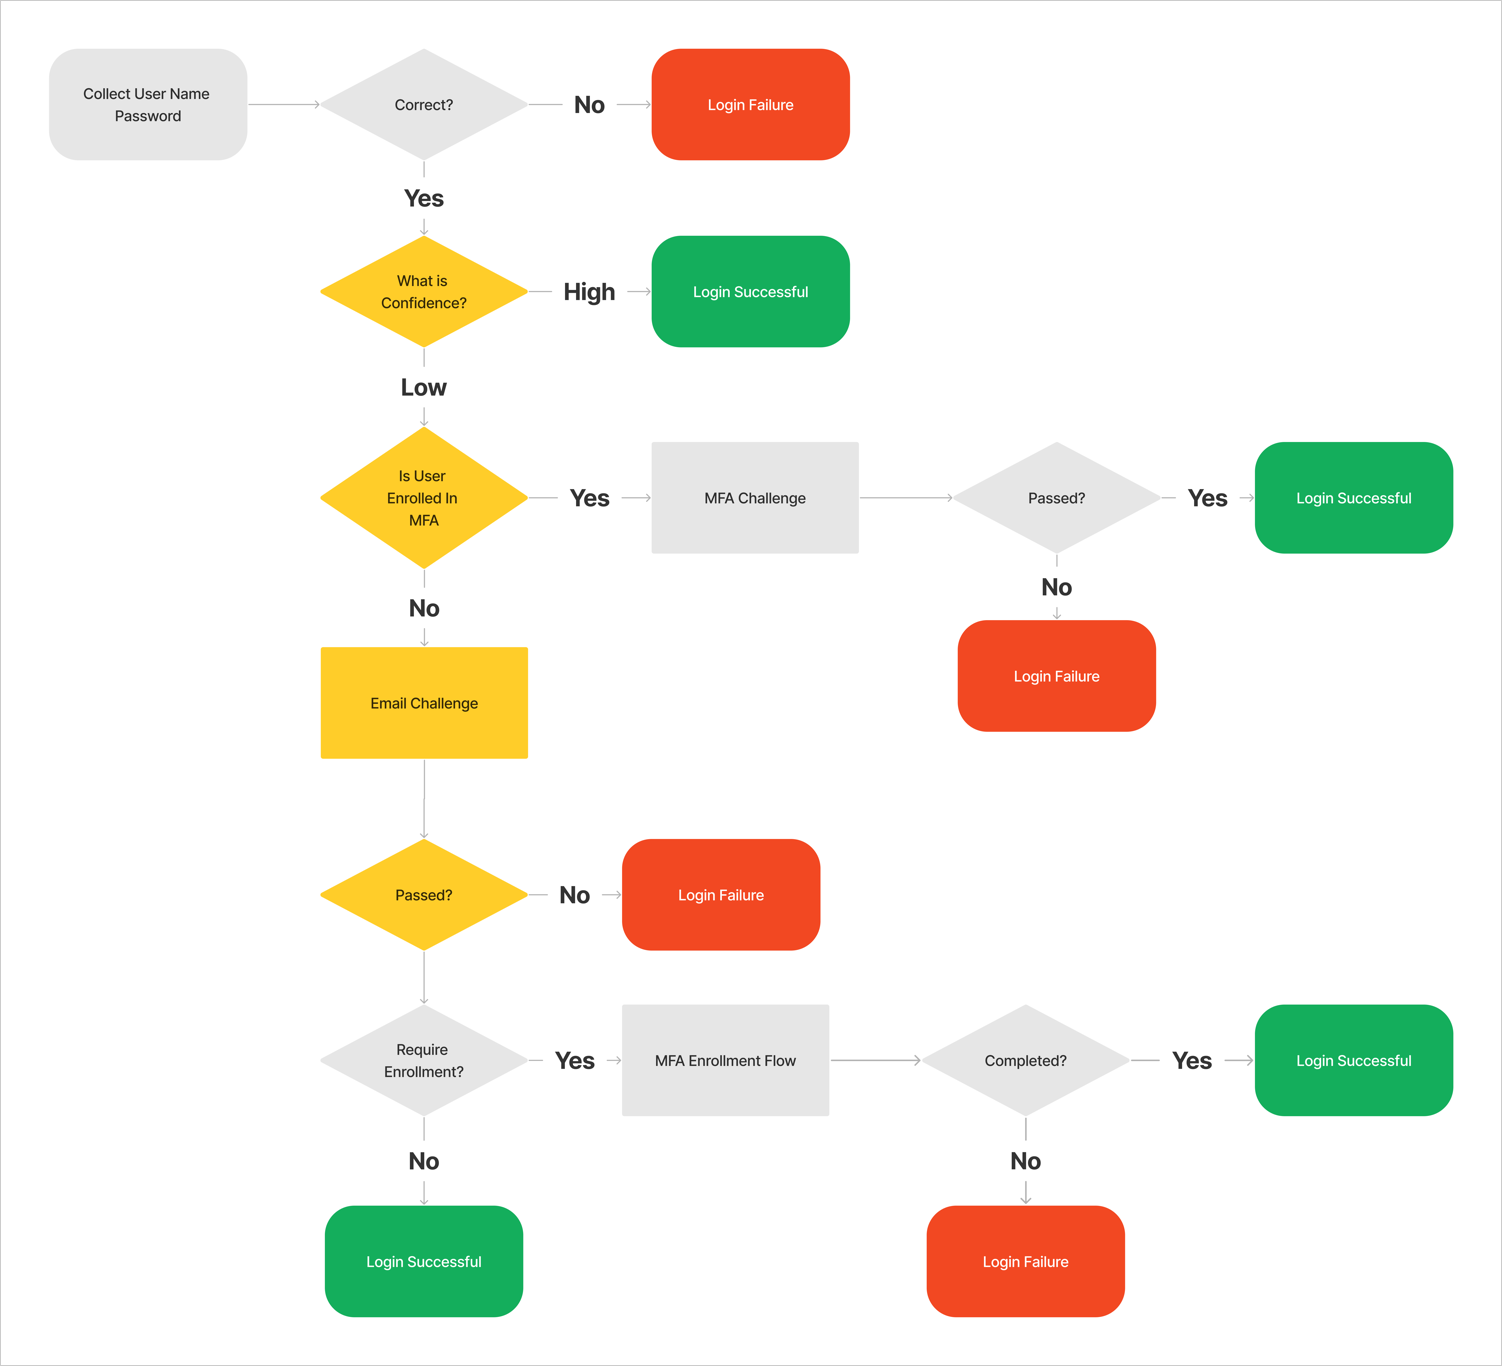 Collect User Name
Password
Correct?
No
Login Failure
Yes
What is
Confidence?
High
Login Successful
Low
Is User
Enrolled In
MFA
Yes
MFA Challenge
Passed?
Yes
Login Successful
No
Login Failure
No
Email Challenge
Passed?
No
Login Failure
Require
Enrollment?
Yes
MFA Enrollment Flow
Completed?
Yes
Login Successful
No
Login Successful
No
Login Failure